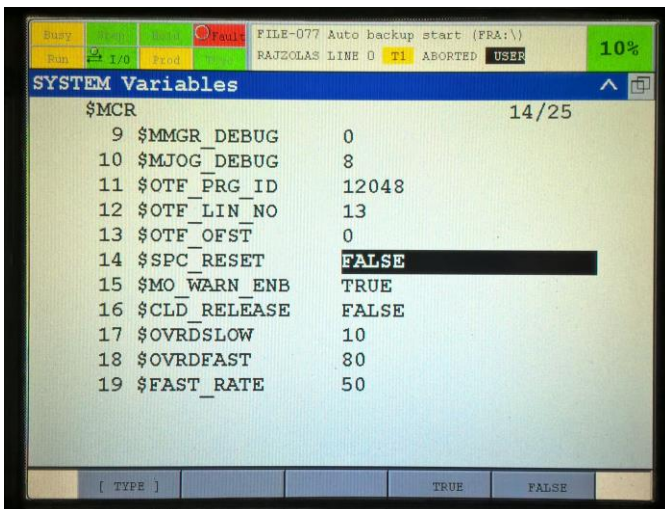 Busy Step Hold Fault FILE-077 Auto backup start (FRA:\)
Run I/O Prod RAJZOLAS LINE 0 T1 ABORTED USER 10%
SYSTEM Variables
$MCR 14/25
9 $MMGR_DEBUG 0
10 $MJOG_DEBUG 8
11 $OTF_PRG_ID 12048
12 $OTF_LIN_NO 13
13 $OTF_OFST 0
14 $SPC_RESET FALSE
15 $MO_WARN_ENB TRUE
16 $CLD_RELEASE FALSE
17 $OVRDSLOW 10
18 $OVRDFAST 80
19 $FAST_RATE 50
[ TYPE ] TRUE FALSE